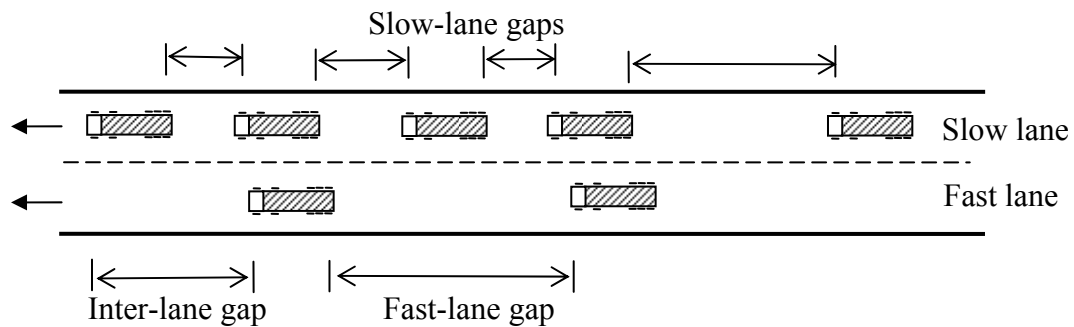 Slow-lane gaps
Slow lane
Fast lane
Inter-lane gap
Fast-lane gap